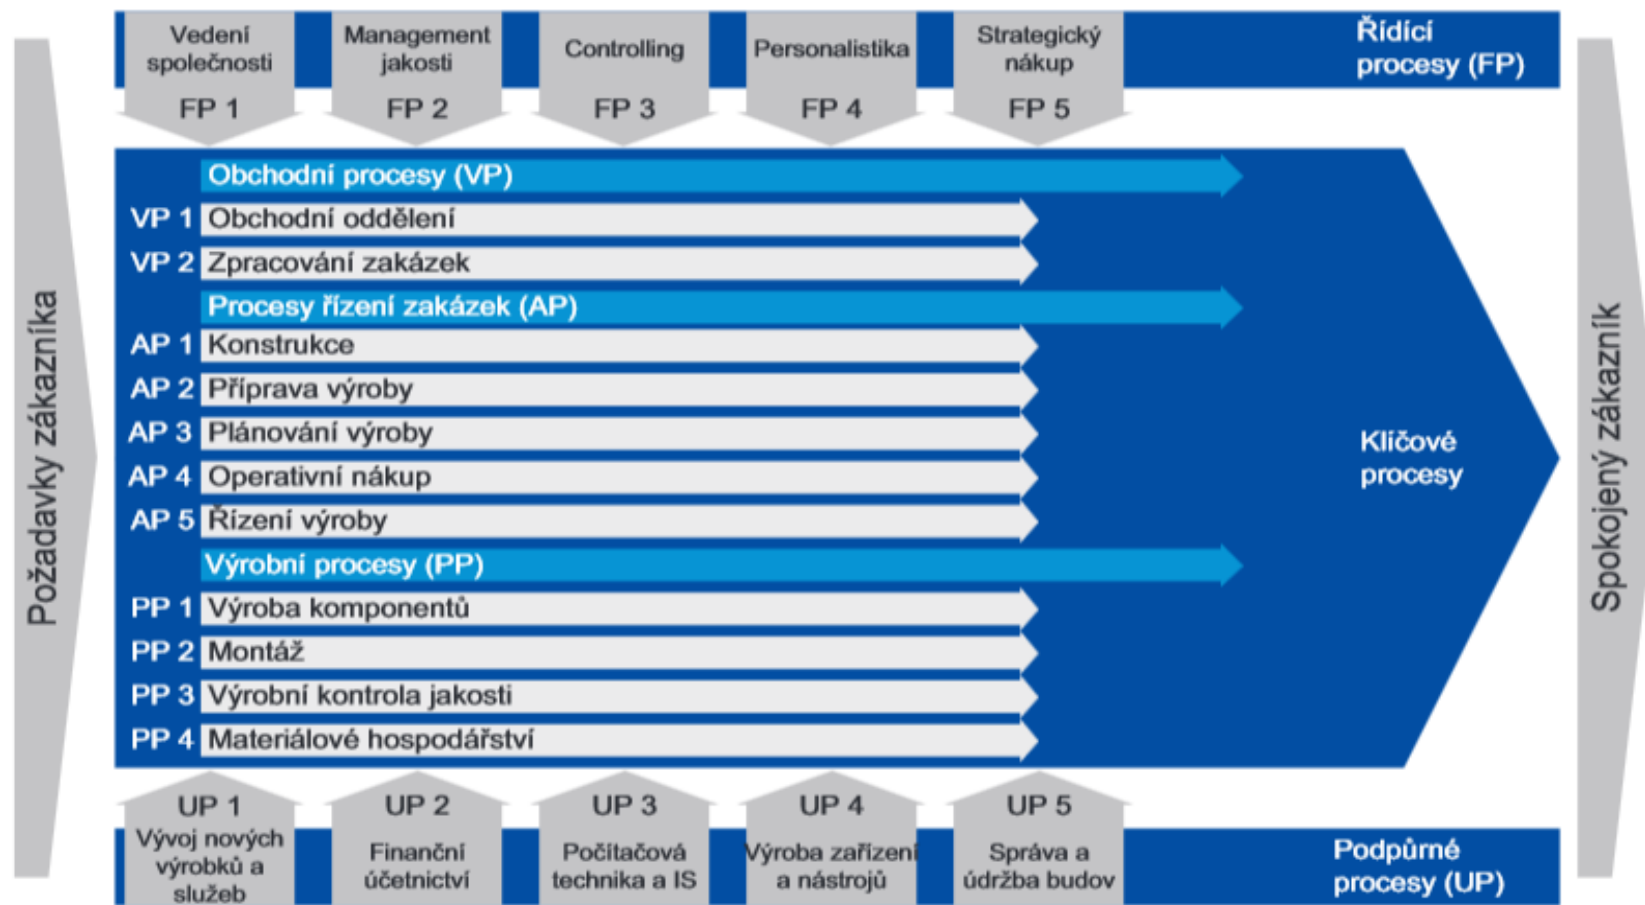 Vedení
společnosti
FP 1
Management
jakosti
FP 2
Controlling
FP 3
Personalistika
FP 4
Strategický
nákup
FP 5
Řídící
procesy (FP)
Požadavky zákazníka
Obchodní procesy (VP)
VP 1 Obchodní oddělení
VP 2 Zpracování zakázek
Procesy řízení zakázek (AP)
AP 1 Konstrukce
AP 2 Příprava výroby
AP 3 Plánování výroby
AP 4 Operativní nákup
AP 5 Řízení výroby
Výrobní procesy (PP)
PP 1 Výroba komponentů
PP 2 Montáž
PP 3 Výrobní kontrola jakosti
PP 4 Materiálové hospodářství
Klíčové
procesy
Spokojený zákazník
UP 1
Vývoj nových
výrobků a
služeb
UP 2
Finanční
účetnictví
UP 3
Počítačová
technika a IS
UP 4
Výroba zařízení
a nástrojů
UP 5
Správa a
údržba budov
Podpůrné
procesy (UP)